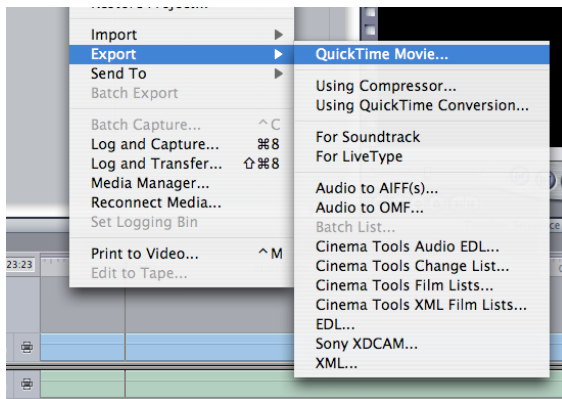 Restore Project...
Import
Export
Send To
Batch Export
Batch Capture... ^C
Log and Capture... ⌘8
Log and Transfer... ⇧⌘8
Media Manager...
Reconnect Media...
Set Logging Bin
Print to Video... ^M
Edit to Tape...
QuickTime Movie...
Using Compressor...
Using QuickTime Conversion...
For Soundtrack
For LiveType
Audio to AIFF(s)...
Audio to OMF...
Batch List...
Cinema Tools Audio EDL...
Cinema Tools Change List...
Cinema Tools Film Lists...
Cinema Tools XML Film Lists...
EDL...
Sony XDCAM...
XML...
23:23